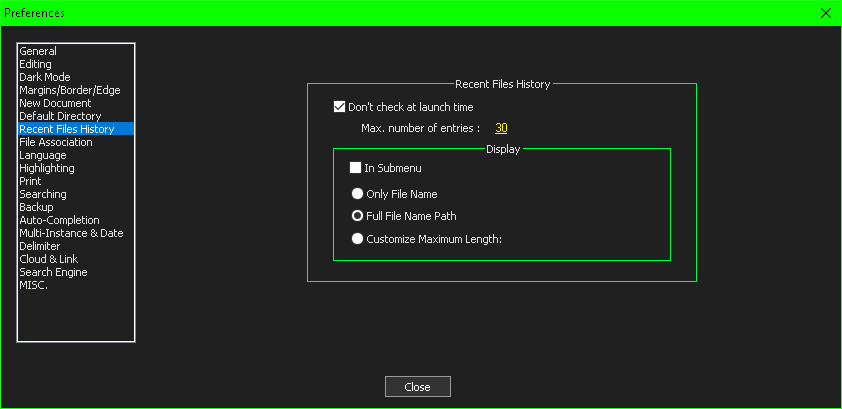 Preferences
General
Editing
Dark Mode
Margins/Border/Edge
New Document
Default Directory
Recent Files History
File Association
Language
Highlighting
Print
Searching
Backup
Auto-Completion
Multi-Instance & Date
Delimiter
Cloud & Link
Search Engine
MISC.
Recent Files History
Don't check at launch time
Max. number of entries : 30
Display
In Submenu
Only File Name
Full File Name Path
Customize Maximum Length:
Close